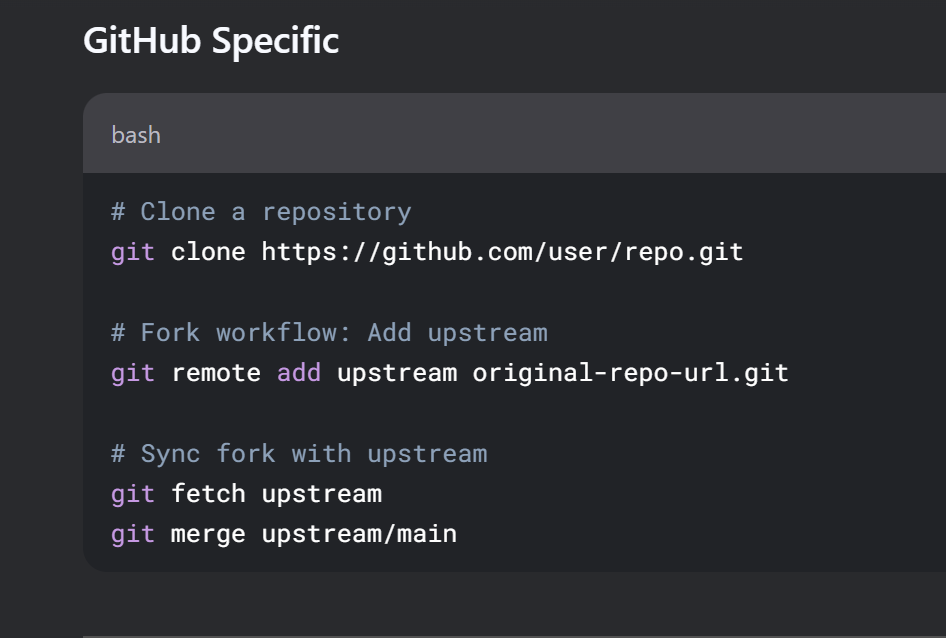 GitHub Specific
bash
# Clone a repository
git clone https://github.com/user/repo.git
# Fork workflow: Add upstream
git remote add upstream original-repo-url.git
# Sync fork with upstream
git fetch upstream
git merge upstream/main